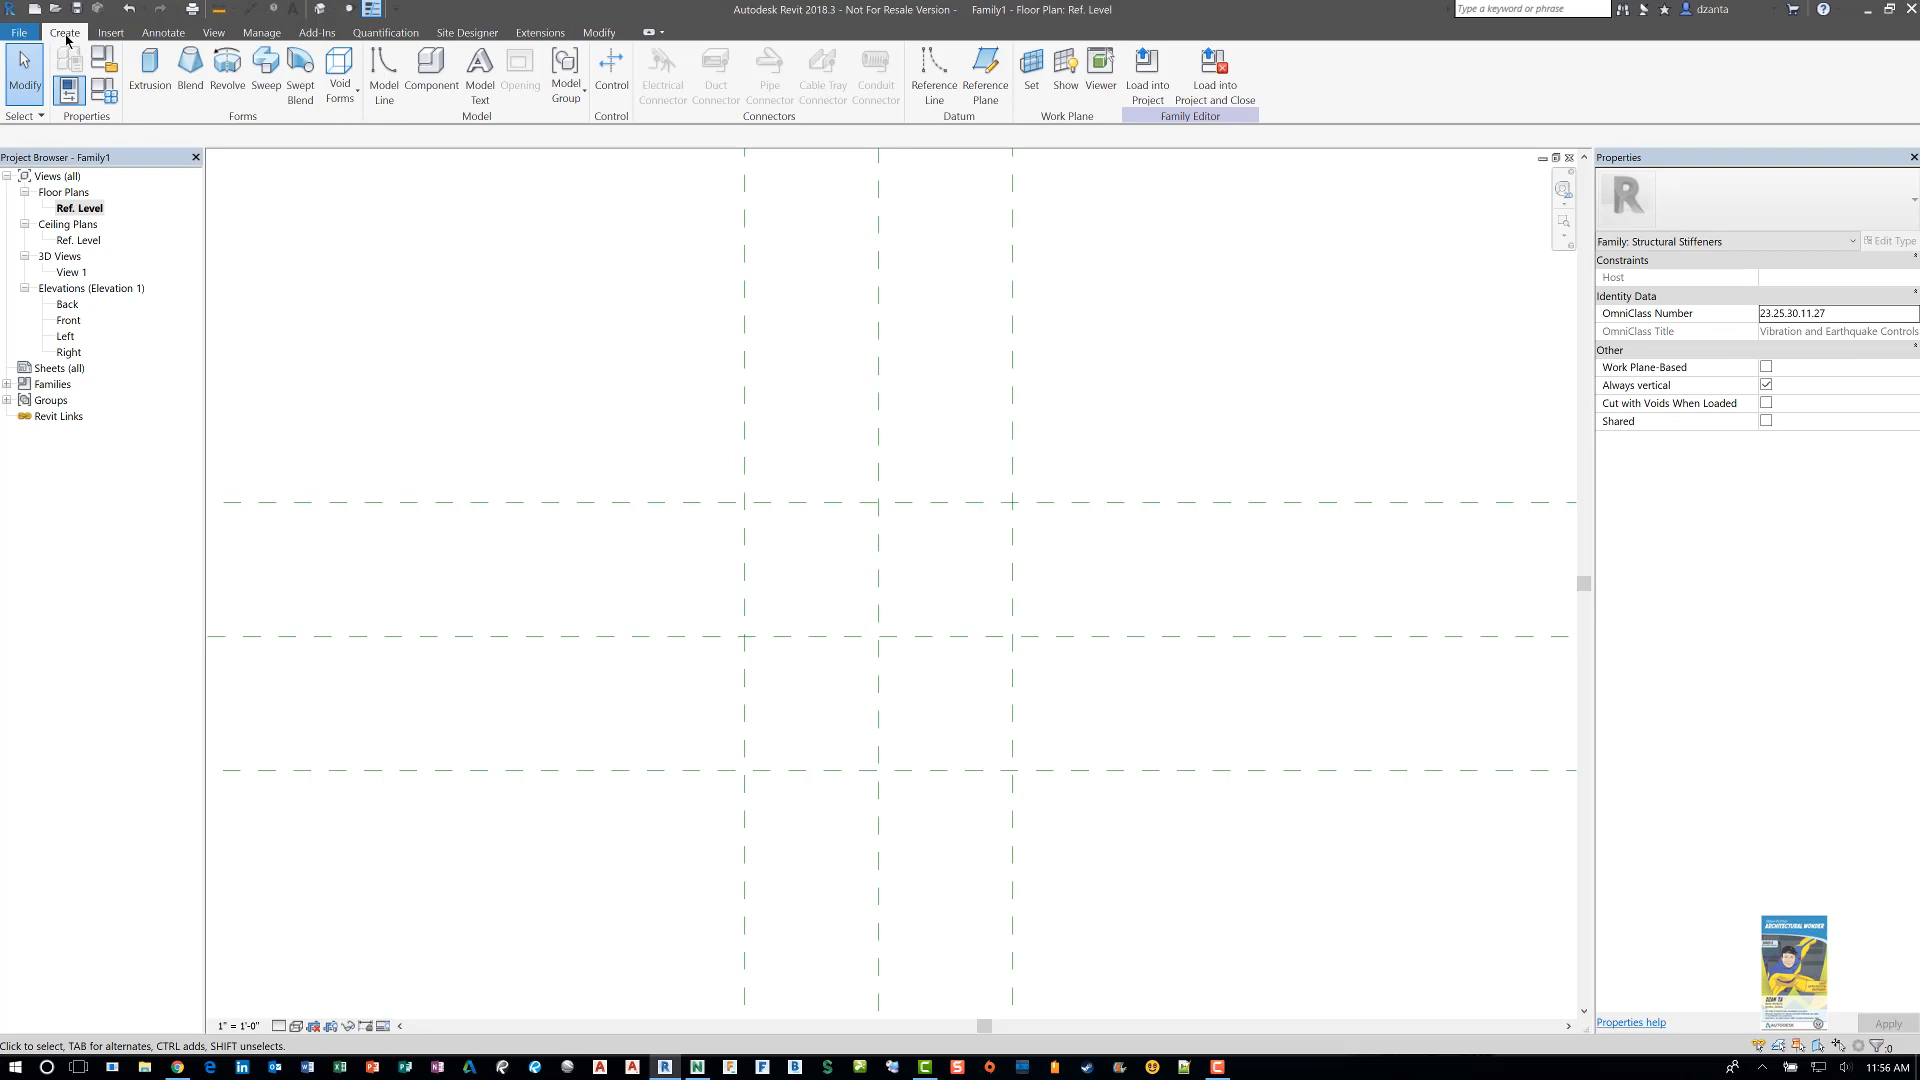 Autodesk Revit 2018.3 - Not For Resale Version - Family1 - Floor Plan: Ref. Level
Type a keyword or phrase
dzanta
File Create Insert Annotate View Manage Add-Ins Quantification Site Designer Extensions Modify
Modify
Extrusion Blend Revolve Sweep Swept Blend Void Forms
Model Line Component Model Text Opening Model Group
Control
Electrical Connector Duct Connector Pipe Connector Cable Tray Connector Conduit Connector
Reference Line Reference Plane
Set Show Viewer
Load into Project Load into Project and Close
Select Properties Forms Model Control Connectors Datum Work Plane Family Editor
Project Browser - Family1
Views (all)
Floor Plans
Ref. Level
Ceiling Plans
Ref. Level
3D Views
View 1
Elevations (Elevation 1)
Back
Front
Left
Right
Sheets (all)
Families
Groups
Revit Links
Properties
Family: Structural Stiffeners
Edit Type
Constraints
Host
Identity Data
OmniClass Number 23.25.30.11.27
OmniClass Title Vibration and Earthquake Controls
Other
Work Plane-Based
Always vertical
Cut with Voids When Loaded
Shared
ARCHITECTURAL WONDER
AUTODESK
Properties help
Apply
1" = 1'-0"
Click to select, TAB for alternates, CTRL adds, SHIFT unselects.
:0
11:56 AM